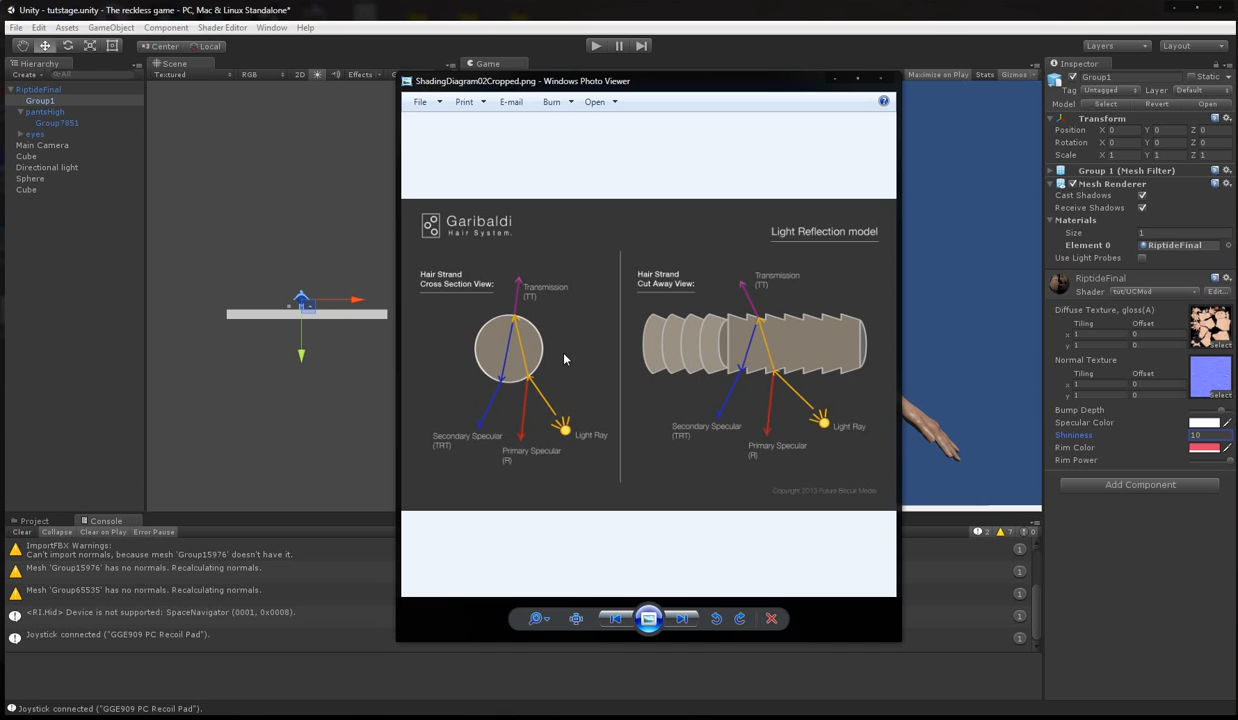 Unity - tutstage.unity - The reckless game - PC, Mac & Linux Standalone*
File Edit Assets GameObject Component Shader Editor Window Help
Center Local
Layers Layout
Hierarchy
Create All
RiptideFinal
Group1
pantsHigh
Group7851
eyes
Main Camera
Cube
Directional light
Sphere
Cube
Scene
Textured RGB 2D Effects
Game
Maximize on Play Stats Gizmos
ShadingDiagram02Cropped.png - Windows Photo Viewer
File Print E-mail Burn Open
Garibaldi
Hair System.
Light Reflection model
Hair Strand
Cross Section View:
Transmission
(TT)
Secondary Specular
(TRT)
Primary Specular
(R)
Light Ray
Hair Strand
Cut Away View:
Transmission
(TT)
Secondary Specular
(TRT)
Primary Specular
(R)
Light Ray
Inspector
Group1 Static
Tag Untagged Layer Default
Model Select Revert Open
Transform
Position X 0 Y 0 Z 0
Rotation X 0 Y 0 Z 0
Scale X 1 Y 1 Z 1
Group 1 (Mesh Filter)
Mesh Renderer
Cast Shadows
Receive Shadows
Materials
Size 1
Element 0 RiptideFinal
Use Light Probes
RiptideFinal
Shader tut/UCMod Edit...
Diffuse Texture, gloss(A)
Tiling Offset
x 1 0
y 1 0
Select
Normal Texture
Tiling Offset
x 1 0
y 1 0
Select
Bump Depth
Specular Color
Shininess 10
Rim Color
Rim Power
Add Component
Project Console
Clear Collapse Clear on Play Error Pause
2 7 0
ImportFBX Warnings:
Can't import normals, because mesh 'Group15976' doesn't have it.
1
Mesh 'Group15976' has no normals. Recalculating normals.
1
Mesh 'Group65535' has no normals. Recalculating normals.
1
<RI.Hid> Device is not supported: SpaceNavigator (0001, 0x0008).
1
Joystick connected ("GGE909 PC Recoil Pad").
1
Joystick connected ("GGE909 PC Recoil Pad").